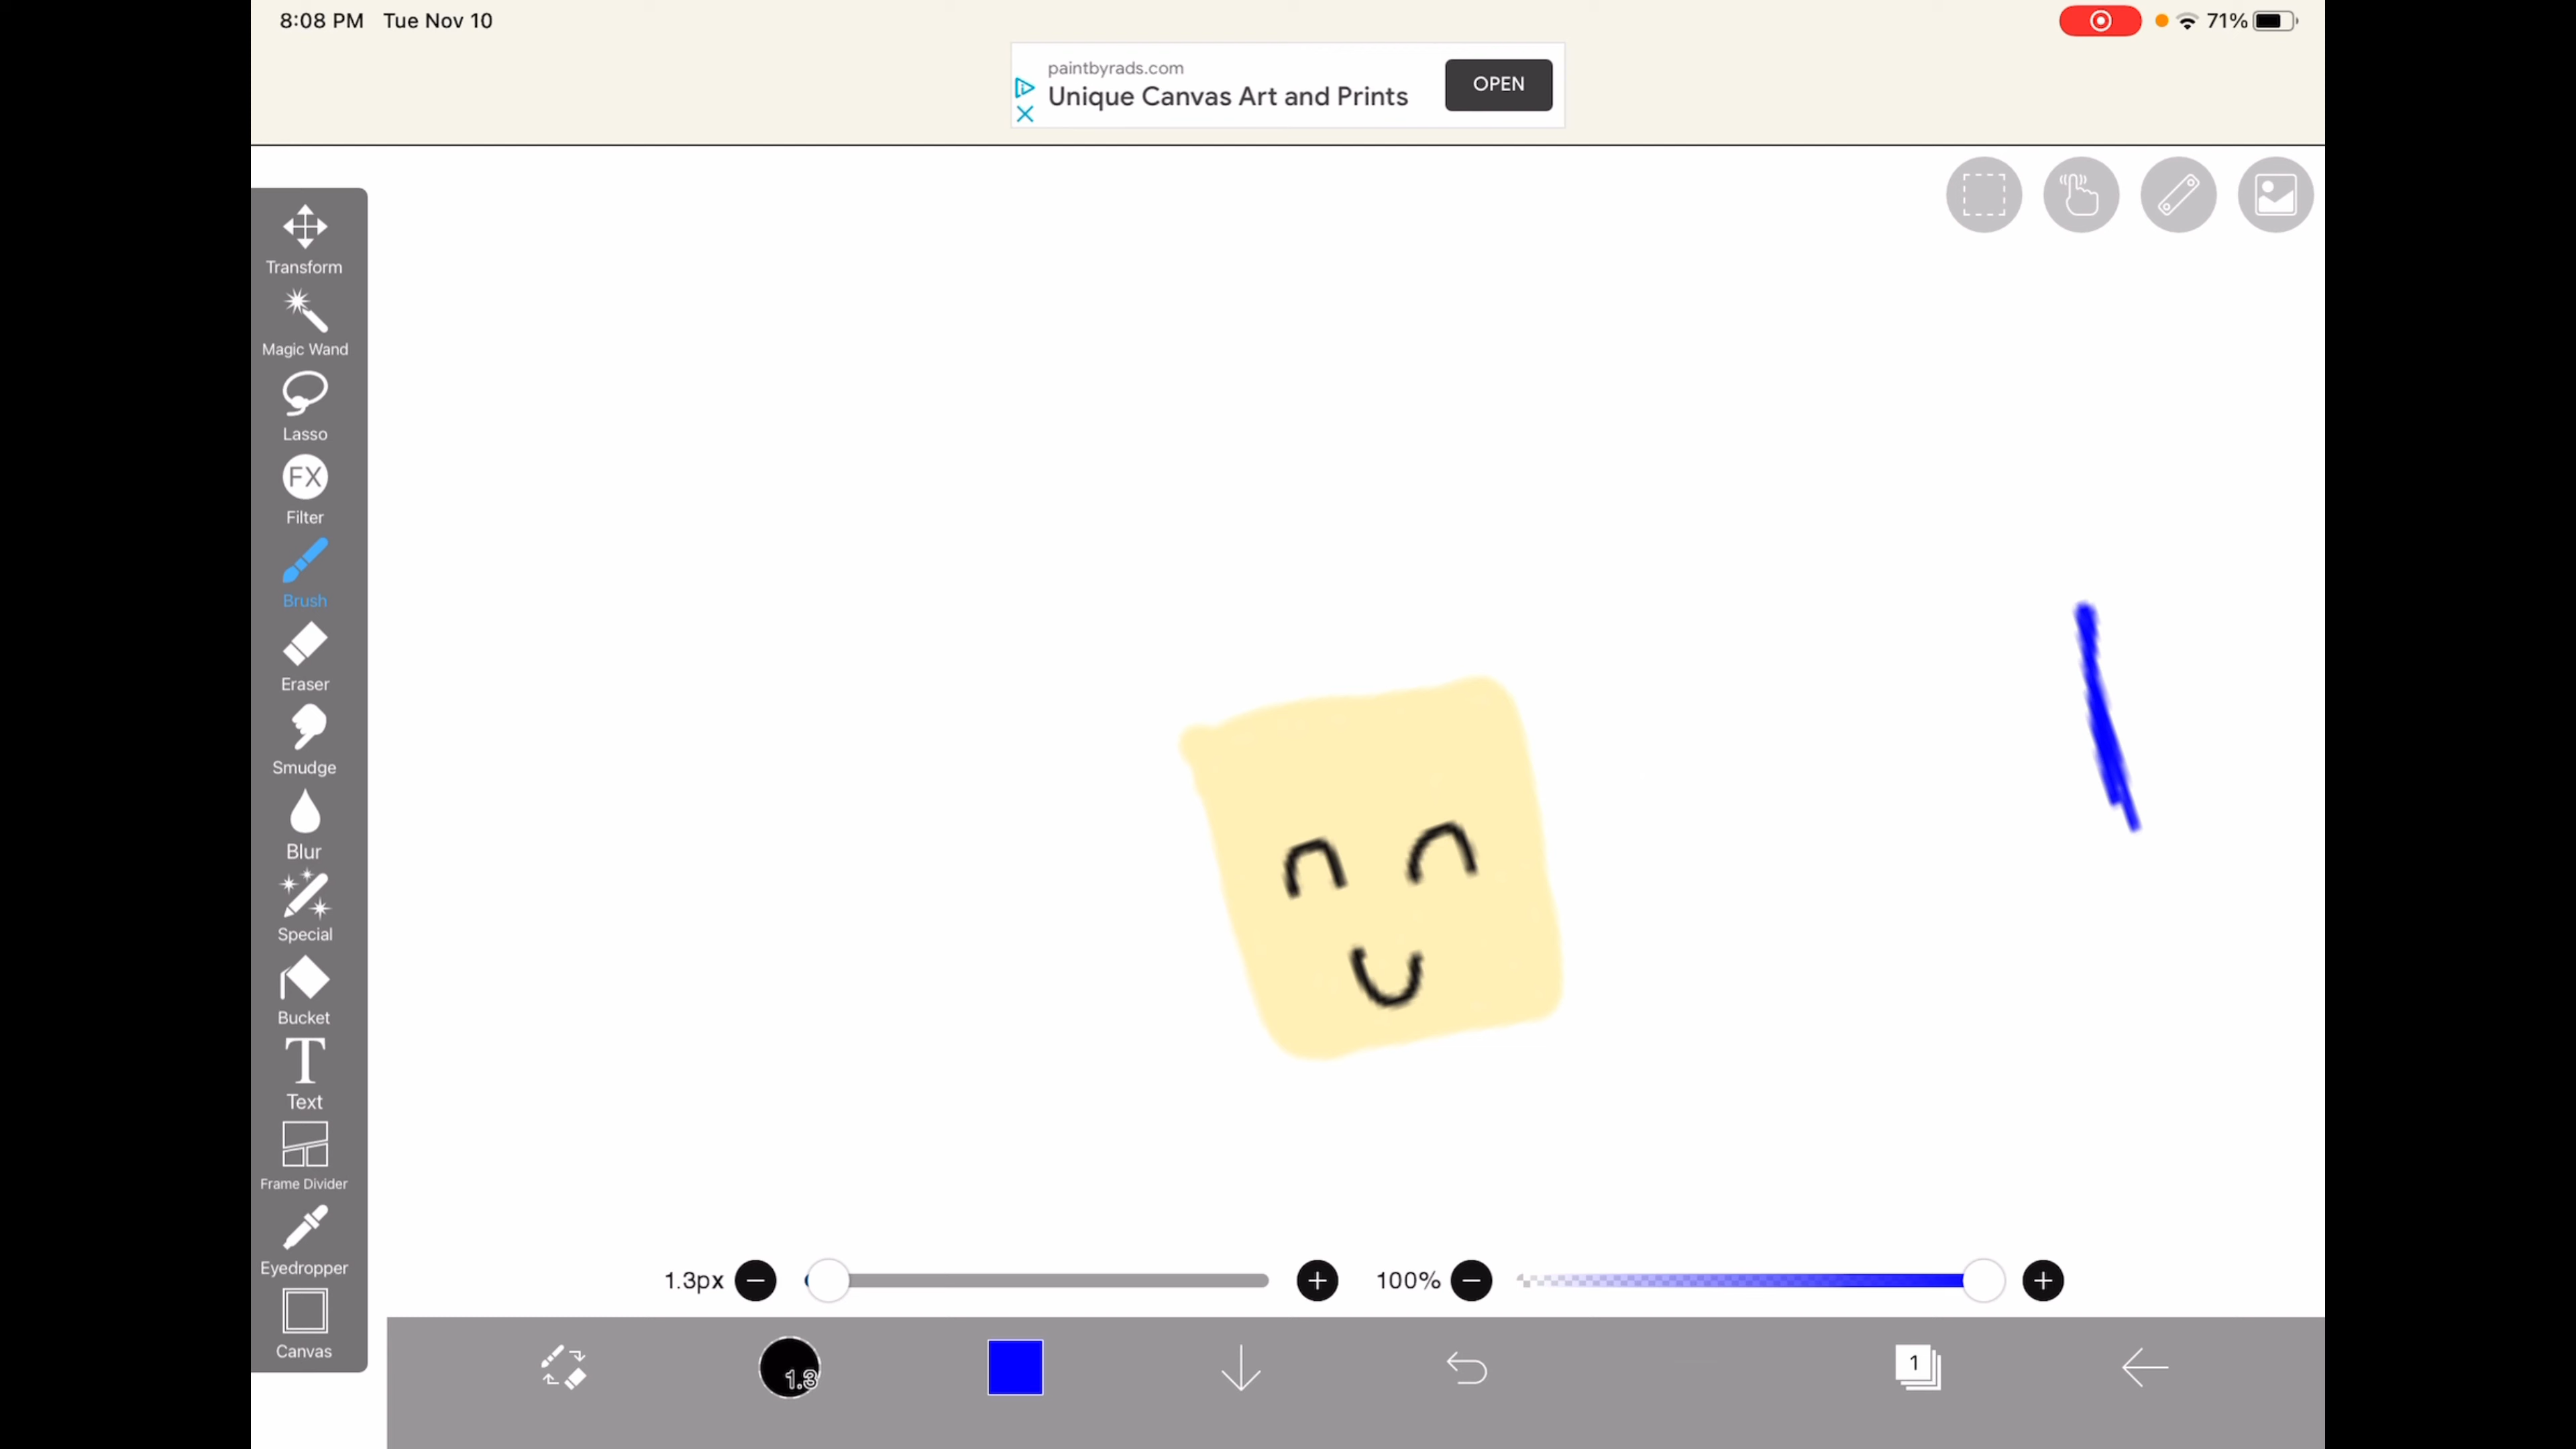 8:08 PM Tue Nov 10
71%
paintbyrads.com
Unique Canvas Art and Prints
OPEN
Transform
Magic Wand
Lasso
FX
Filter
Brush
Eraser
Smudge
Blur
Special
Bucket
T
Text
Frame Divider
Eyedropper
Canvas
1.3px
100%
1.3
1